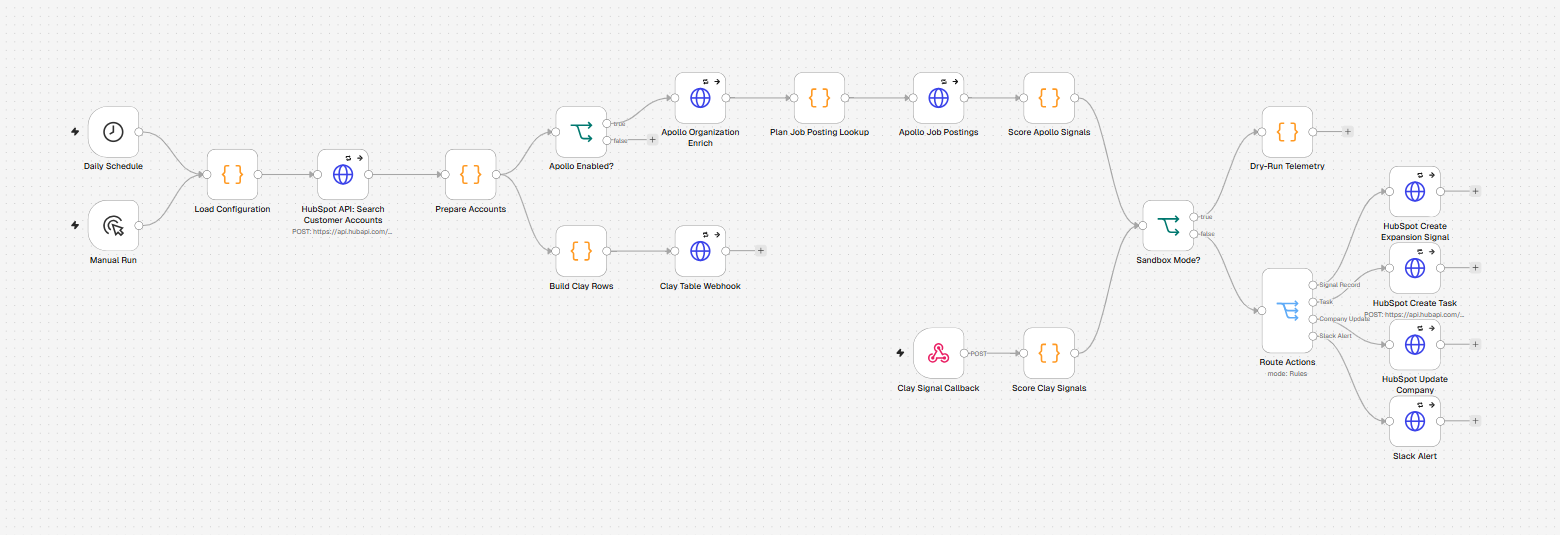 Daily Schedule
Manual Run
Load Configuration
HubSpot API: Search
Customer Accounts
POST: https://api.hubapi.com/...
Prepare Accounts
Apollo Enabled?
true
false
Apollo Organization
Enrich
Plan Job Posting Lookup
Apollo Job Postings
Score Apollo Signals
Build Clay Rows
Clay Table Webhook
Clay Signal Callback
POST
Score Clay Signals
Sandbox Mode?
true
false
Dry-Run Telemetry
Route Actions
mode: Rules
Signal Record
Task
Company Update
Slack Alert
HubSpot Create
Expansion Signal
HubSpot Create Task
POST: https://api.hubapi.com/...
HubSpot Update
Company
Slack Alert